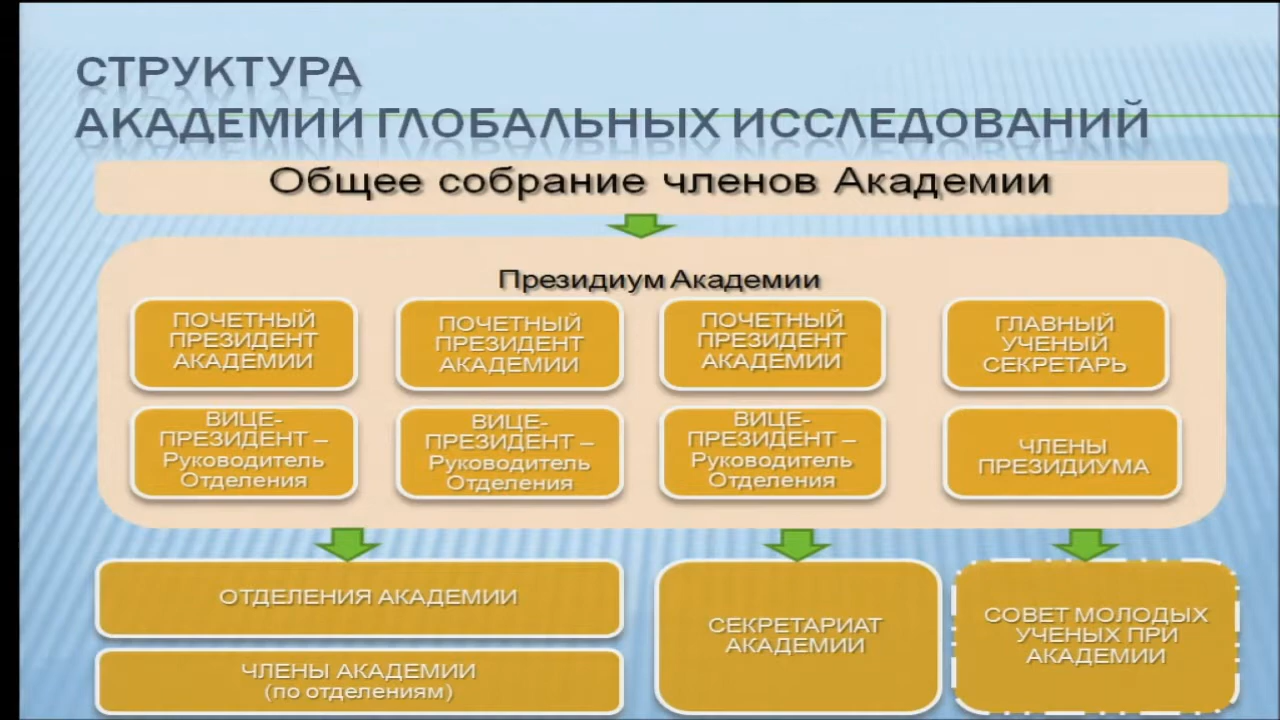 СТРУКТУРА
АКАДЕМИИ ГЛОБАЛЬНЫХ ИССЛЕДОВАНИЙ
Общее собрание членов Академии
Президиум Академии
ПОЧЕТНЫЙ
ПРЕЗИДЕНТ
АКАДЕМИИ
ПОЧЕТНЫЙ
ПРЕЗИДЕНТ
АКАДЕМИИ
ПОЧЕТНЫЙ
ПРЕЗИДЕНТ
АКАДЕМИИ
ГЛАВНЫЙ
УЧЕНЫЙ
СЕКРЕТАРЬ
ВИЦЕ-
ПРЕЗИДЕНТ –
Руководитель
Отделения
ВИЦЕ-
ПРЕЗИДЕНТ –
Руководитель
Отделения
ВИЦЕ-
ПРЕЗИДЕНТ –
Руководитель
Отделения
ЧЛЕНЫ
ПРЕЗИДИУМА
ОТДЕЛЕНИЯ АКАДЕМИИ
ЧЛЕНЫ АКАДЕМИИ
(по отделениям)
СЕКРЕТАРИАТ
АКАДЕМИИ
СОВЕТ МОЛОДЫХ
УЧЕНЫХ ПРИ
АКАДЕМИИ